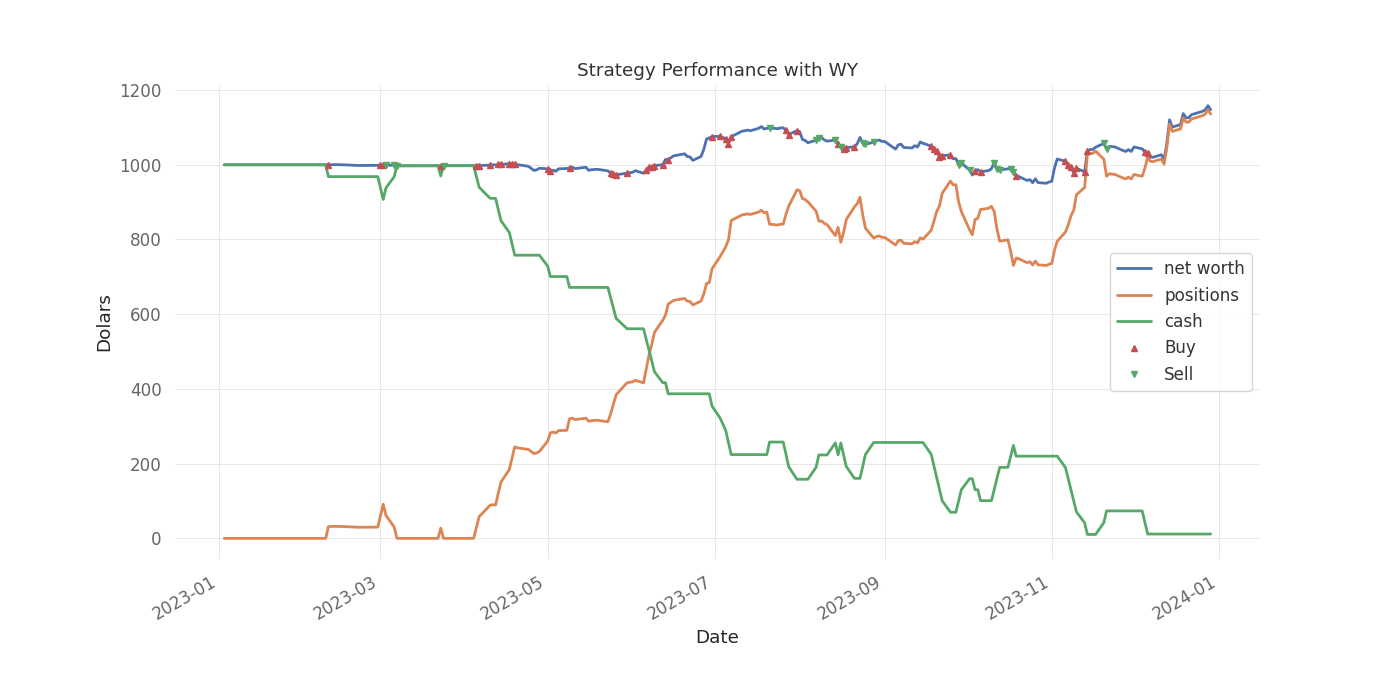 Strategy Performance with WY
1200
1000
800
600
400
200
0
Dolars
net worth
positions
cash
Buy
Sell
2023-01
2023-03
2023-05
2023-07
2023-09
2023-11
2024-01
Date